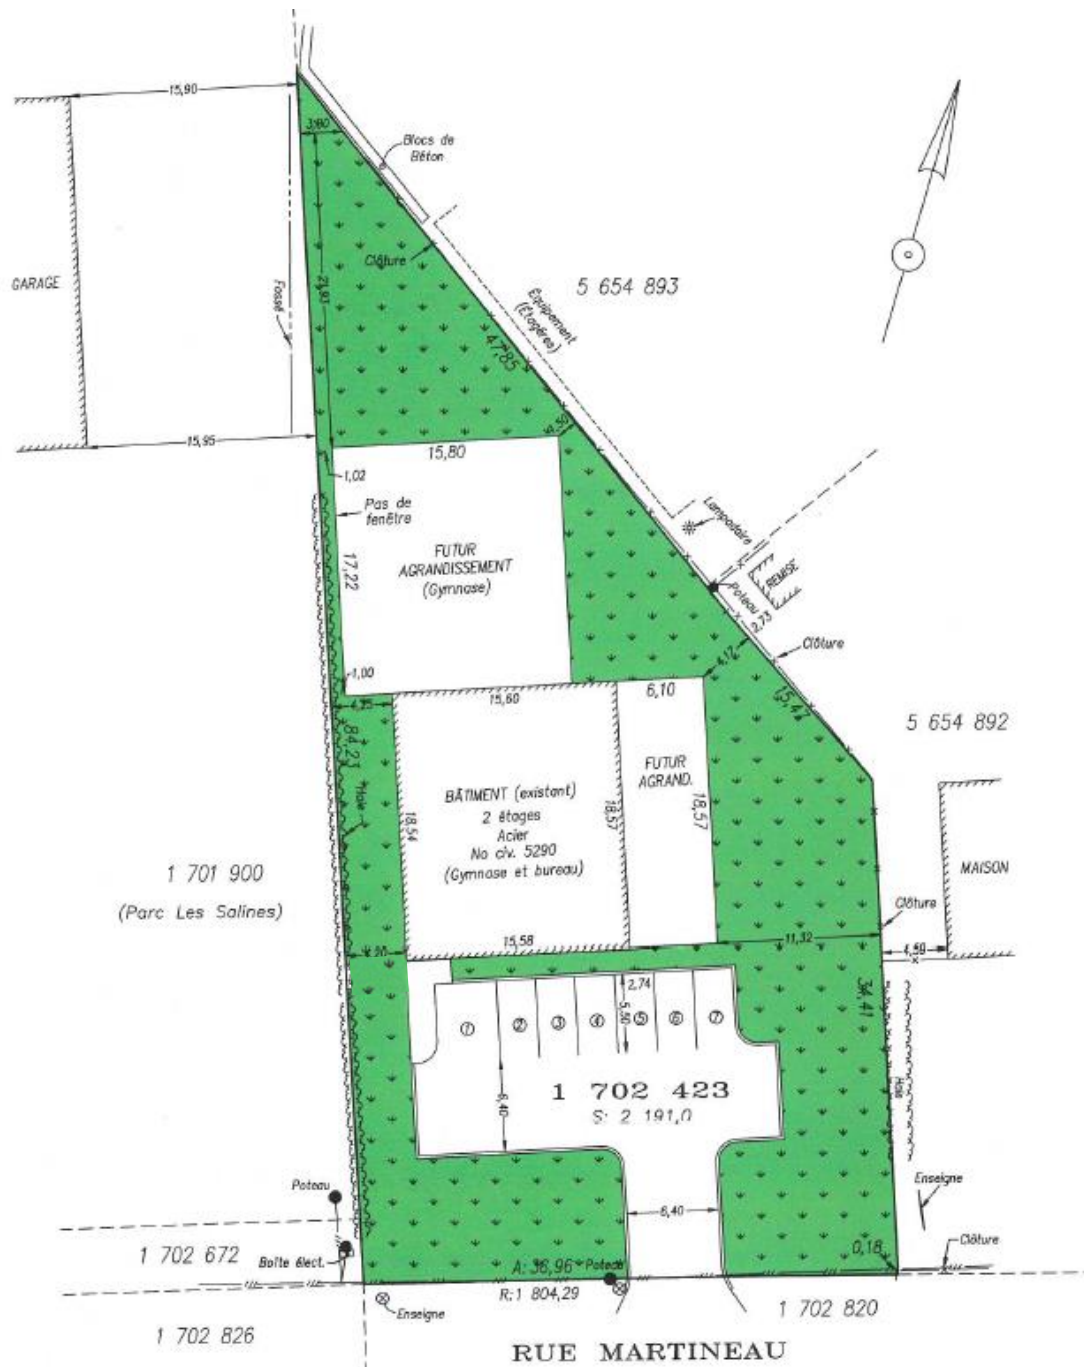 15,90
3,80
Blocs de
Béton
Clôture
GARAGE
Fossé
21,93
5 654 893
Équipement
(Étagères)
47,85
4,50
15,95
15,80
1,02
Pas de
fenêtre
Lampadaire
FUTUR
AGRANDISSEMENT
(Gymnase)
17,22
REMISE
Poteau
Clôture
4,12
1,00
4,25
15,60
6,10
15,47
5 654 892
84,23
Haie
FUTUR
AGRAND.
BÂTIMENT (existant)
2 étages
Acier
No civ. 5290
(Gymnase et bureau)
18,54
18,57
18,57
1 701 900
(Parc Les Salines)
MAISON
Clôture
15,58
11,32
4,59
4,20
34,41
2,74
5,50
1
2
3
4
5
6
7
1 702 423
S: 2 191,0
6,40
Haie
Poteau
Enseigne
6,40
1 702 672
Boîte élect.
0,18
Clôture
A: 36,96
Poteau
R:1 804,29
Enseigne
1 702 820
1 702 826
RUE MARTINEAU